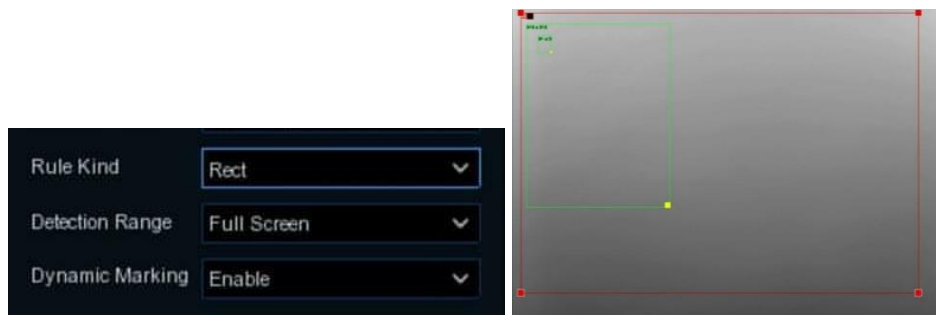 Rule Kind
Rect
Detection Range
Full Screen
Dynamic Marking
Enable